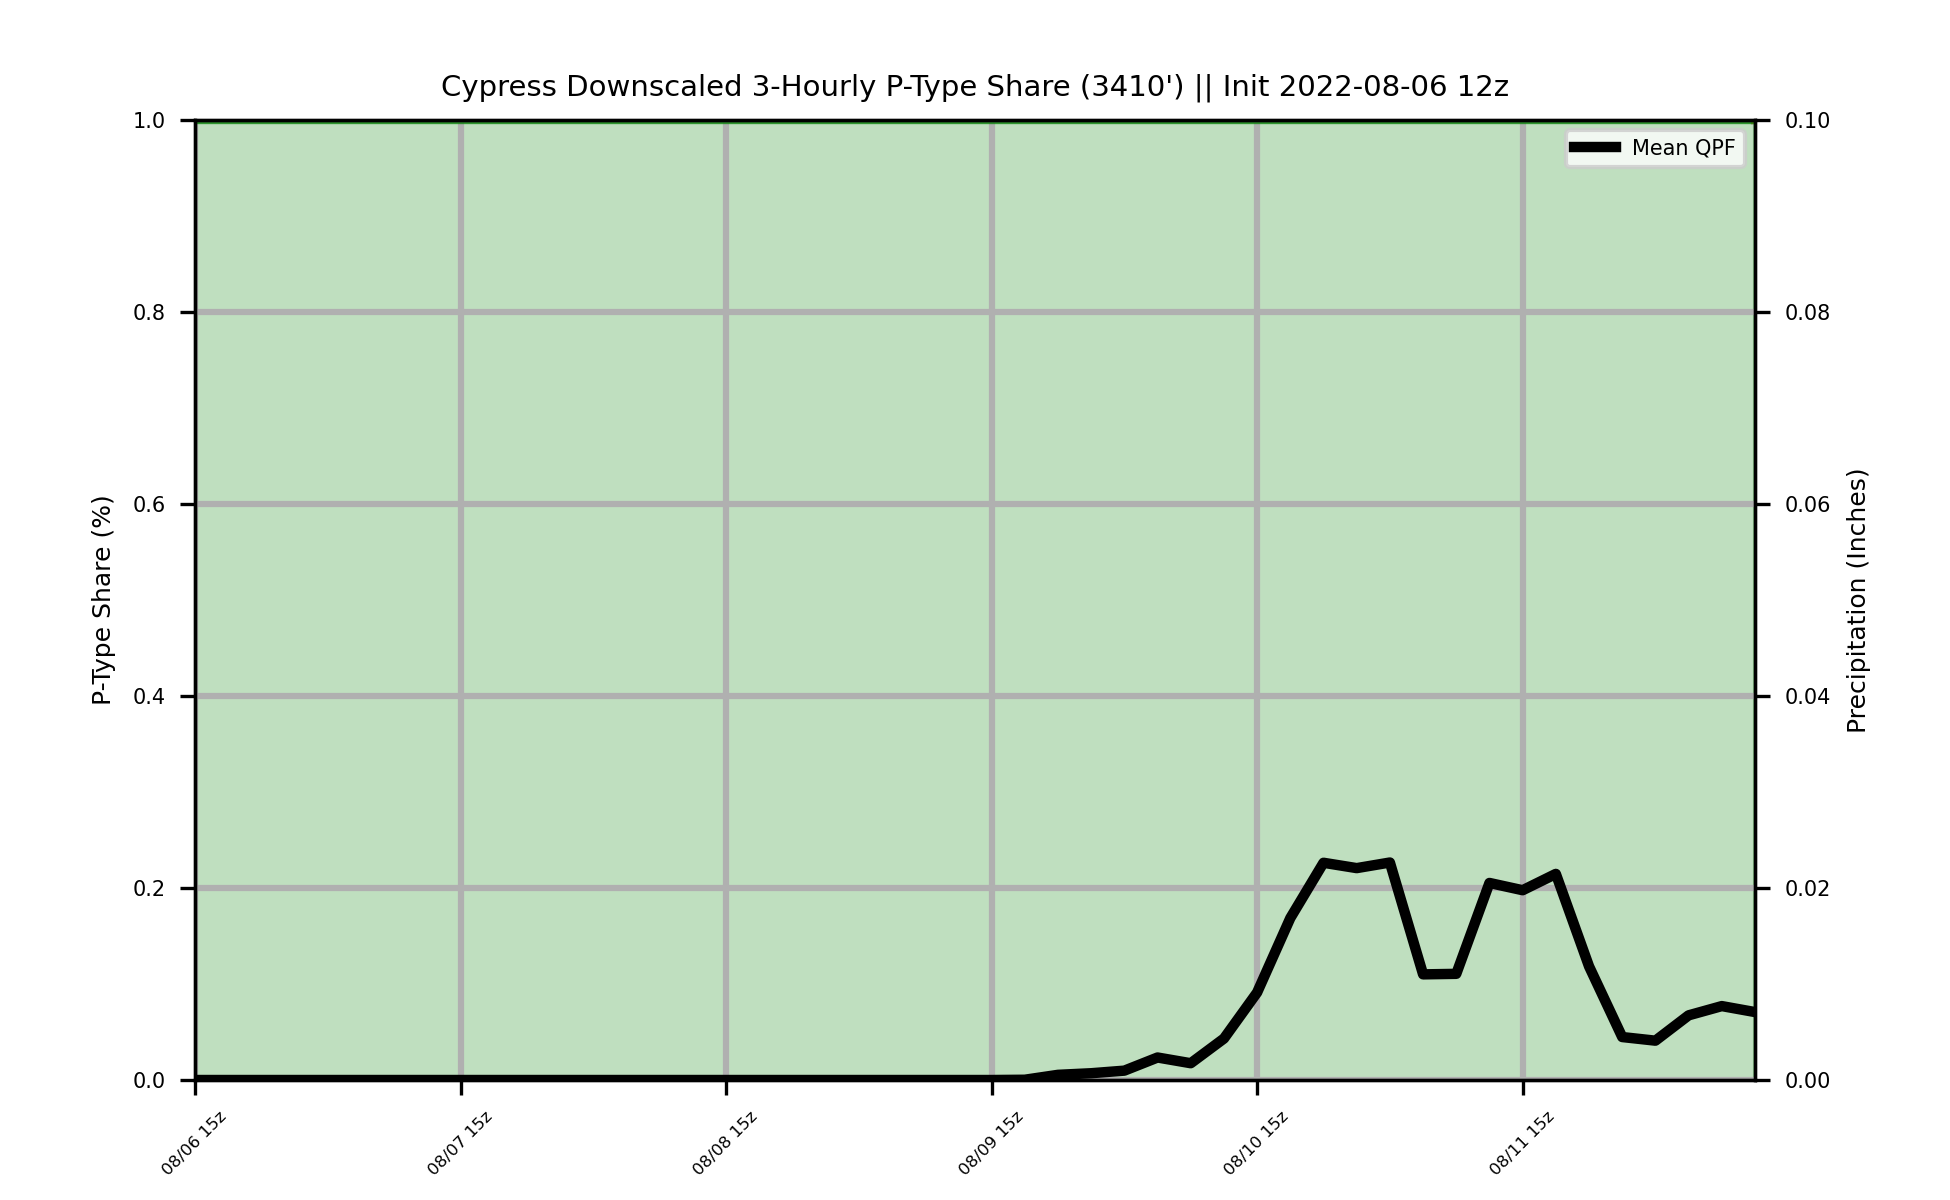 Cypress Downscaled 3-Hourly P-Type Share (3410') || Init 2022-08-06 12z
Mean QPF
P-Type Share (%)
1.0
0.8
0.6
0.4
0.2
0.0
0.10
0.08
0.06
0.04
0.02
0.00
Precipitation (Inches)
08/06 15z
08/07 15z
08/08 15z
08/09 15z
08/10 15z
08/11 15z